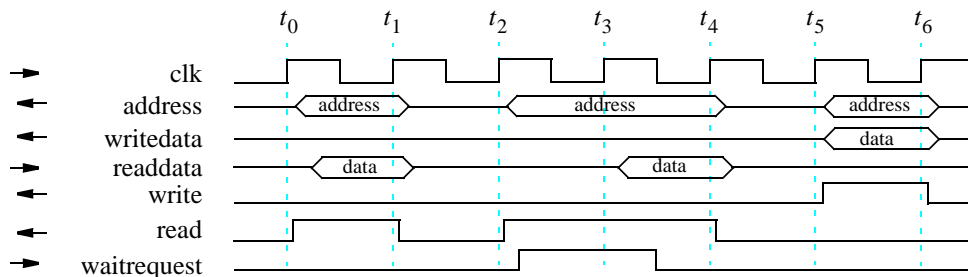 t0 t1 t2 t3 t4 t5 t6
clk
address address address address
writedata data
readdata data data
write
read
waitrequest